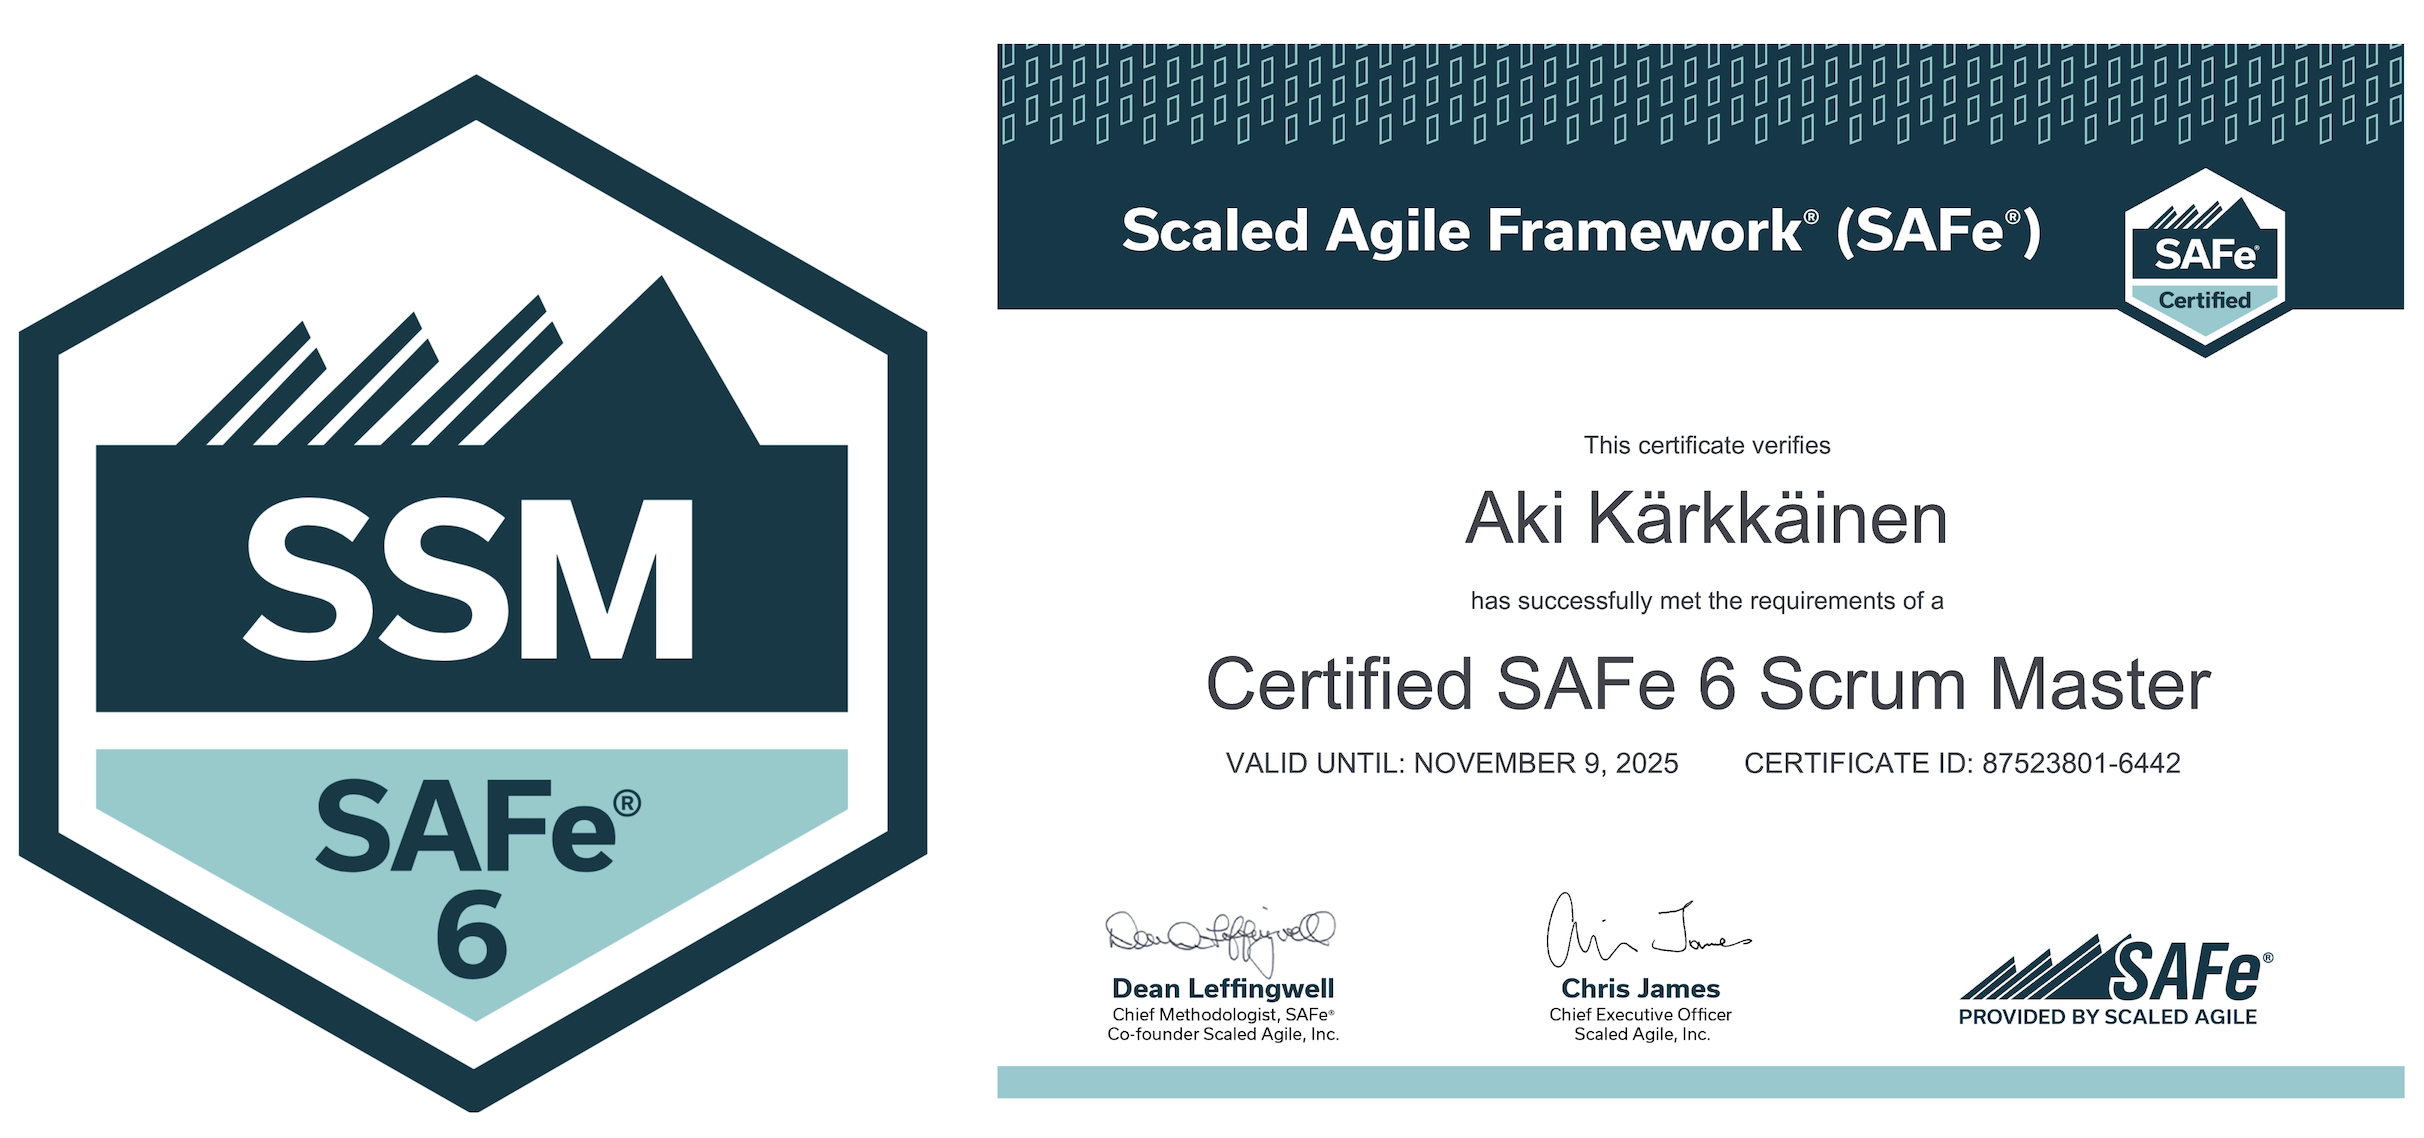 SSM
SAFe®
6
Scaled Agile Framework® (SAFe®)
SAFe®
Certified
This certificate verifies
Aki Kärkkäinen
has successfully met the requirements of a
Certified SAFe 6 Scrum Master
VALID UNTIL: NOVEMBER 9, 2025 CERTIFICATE ID: 87523801-6442
Dean Leffingwell
Chief Methodologist, SAFe®
Co-founder Scaled Agile, Inc.
Chris James
Chris James
Chief Executive Officer
Scaled Agile, Inc.
SAFe®
PROVIDED BY SCALED AGILE